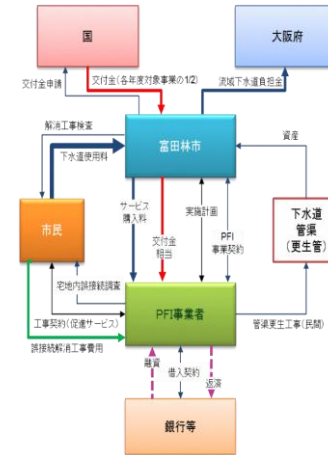 国
大阪府
交付金申請
交付金(各年度対象事業の1/2)
流域下水道負担金
解消工事検査
下水道使用料
富田林市
資産
市民
サービス
購入料
交付金
相当
実施計画
PFI
事業契約
下水道
管渠
(更生管)
宅地内誤接続調査
工事契約(促進サービス)
誤接続解消工事費用
PFI事業者
管渠更生工事(民間)
融資
借入契約
返済
銀行等